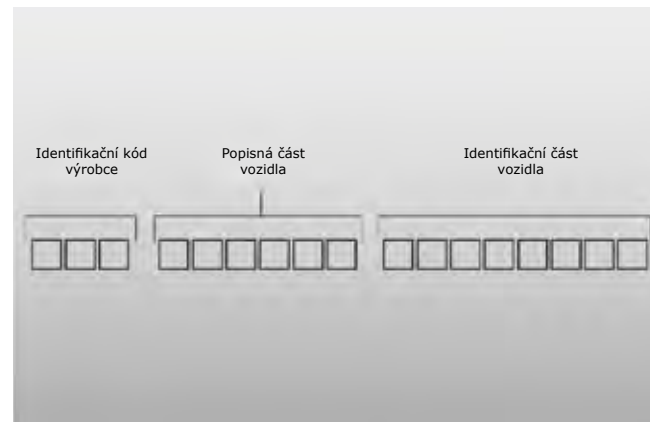 Identifikační kód
výrobce
Popisná část
vozidla
Identifikační část
vozidla